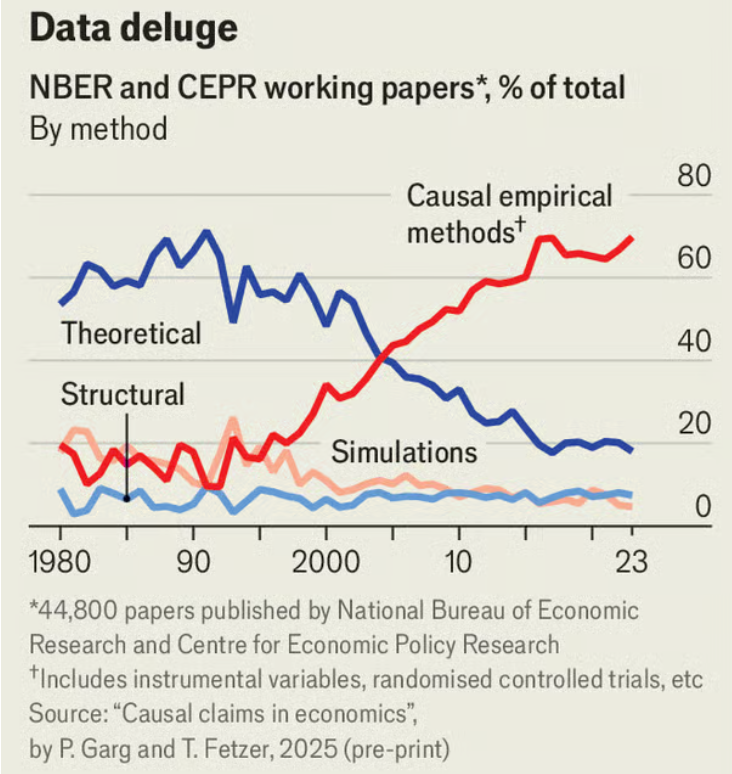 Data deluge
NBER and CEPR working papers*, % of total
By method
80
Causal empirical
methods†
60
Theoretical
40
Structural
20
Simulations
0
1980 90 2000 10 23
*44,800 papers published by National Bureau of Economic
Research and Centre for Economic Policy Research
†Includes instrumental variables, randomised controlled trials, etc
Source: “Causal claims in economics”,
by P. Garg and T. Fetzer, 2025 (pre-print)